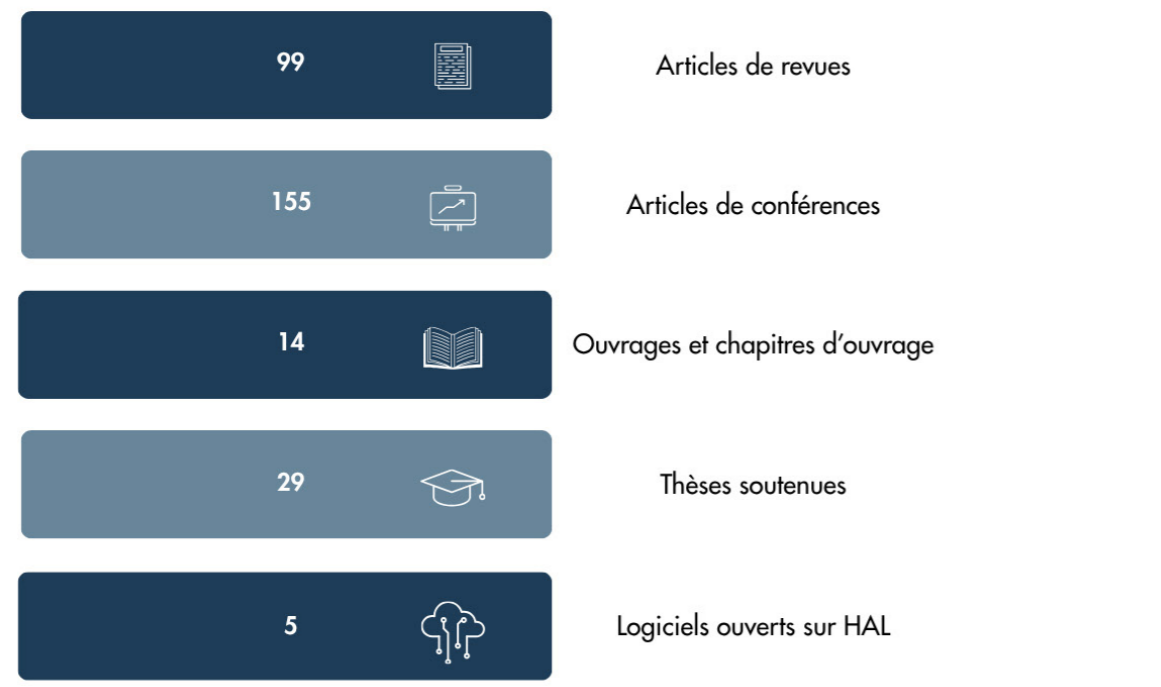 99
Articles de revues
155
Articles de conférences
14
Ouvrages et chapitres d’ouvrage
29
Thèses soutenues
5
Logiciels ouverts sur HAL